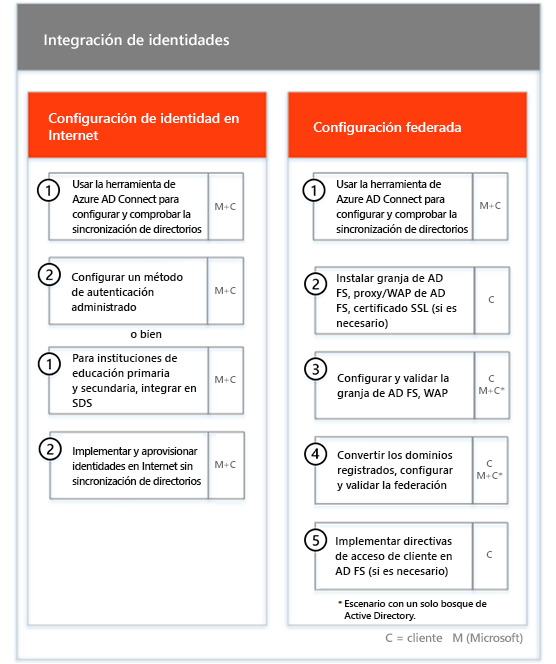 Integración de identidades
Configuración de identidad en
Internet
1
Usar la herramienta de
Azure AD Connect para
configurar y comprobar la
sincronización de directorios
M+C
2
Configurar un método
de autenticación
administrado
M+C
o bien
1
Para instituciones de
educación primaria
y secundaria, integrar en
SDS
M+C
2
Implementar y aprovisionar
identidades en Internet sin
sincronización de directorios
M+C
Configuración federada
1
Usar la herramienta de
Azure AD Connect para
configurar y comprobar la
sincronización de directorios
M+C
2
Instalar granja de AD
FS, proxy/WAP de AD
FS, certificado SSL (si es
necesario)
C
3
Configurar y validar la
granja de AD FS, WAP
C
M+C*
4
Convertir los dominios
registrados, configurar
y validar la federación
C
M+C*
5
Implementar directivas
de acceso de cliente en
AD FS (si es necesario)
C
* Escenario con un solo bosque de
Active Directory.
C = cliente M (Microsoft)